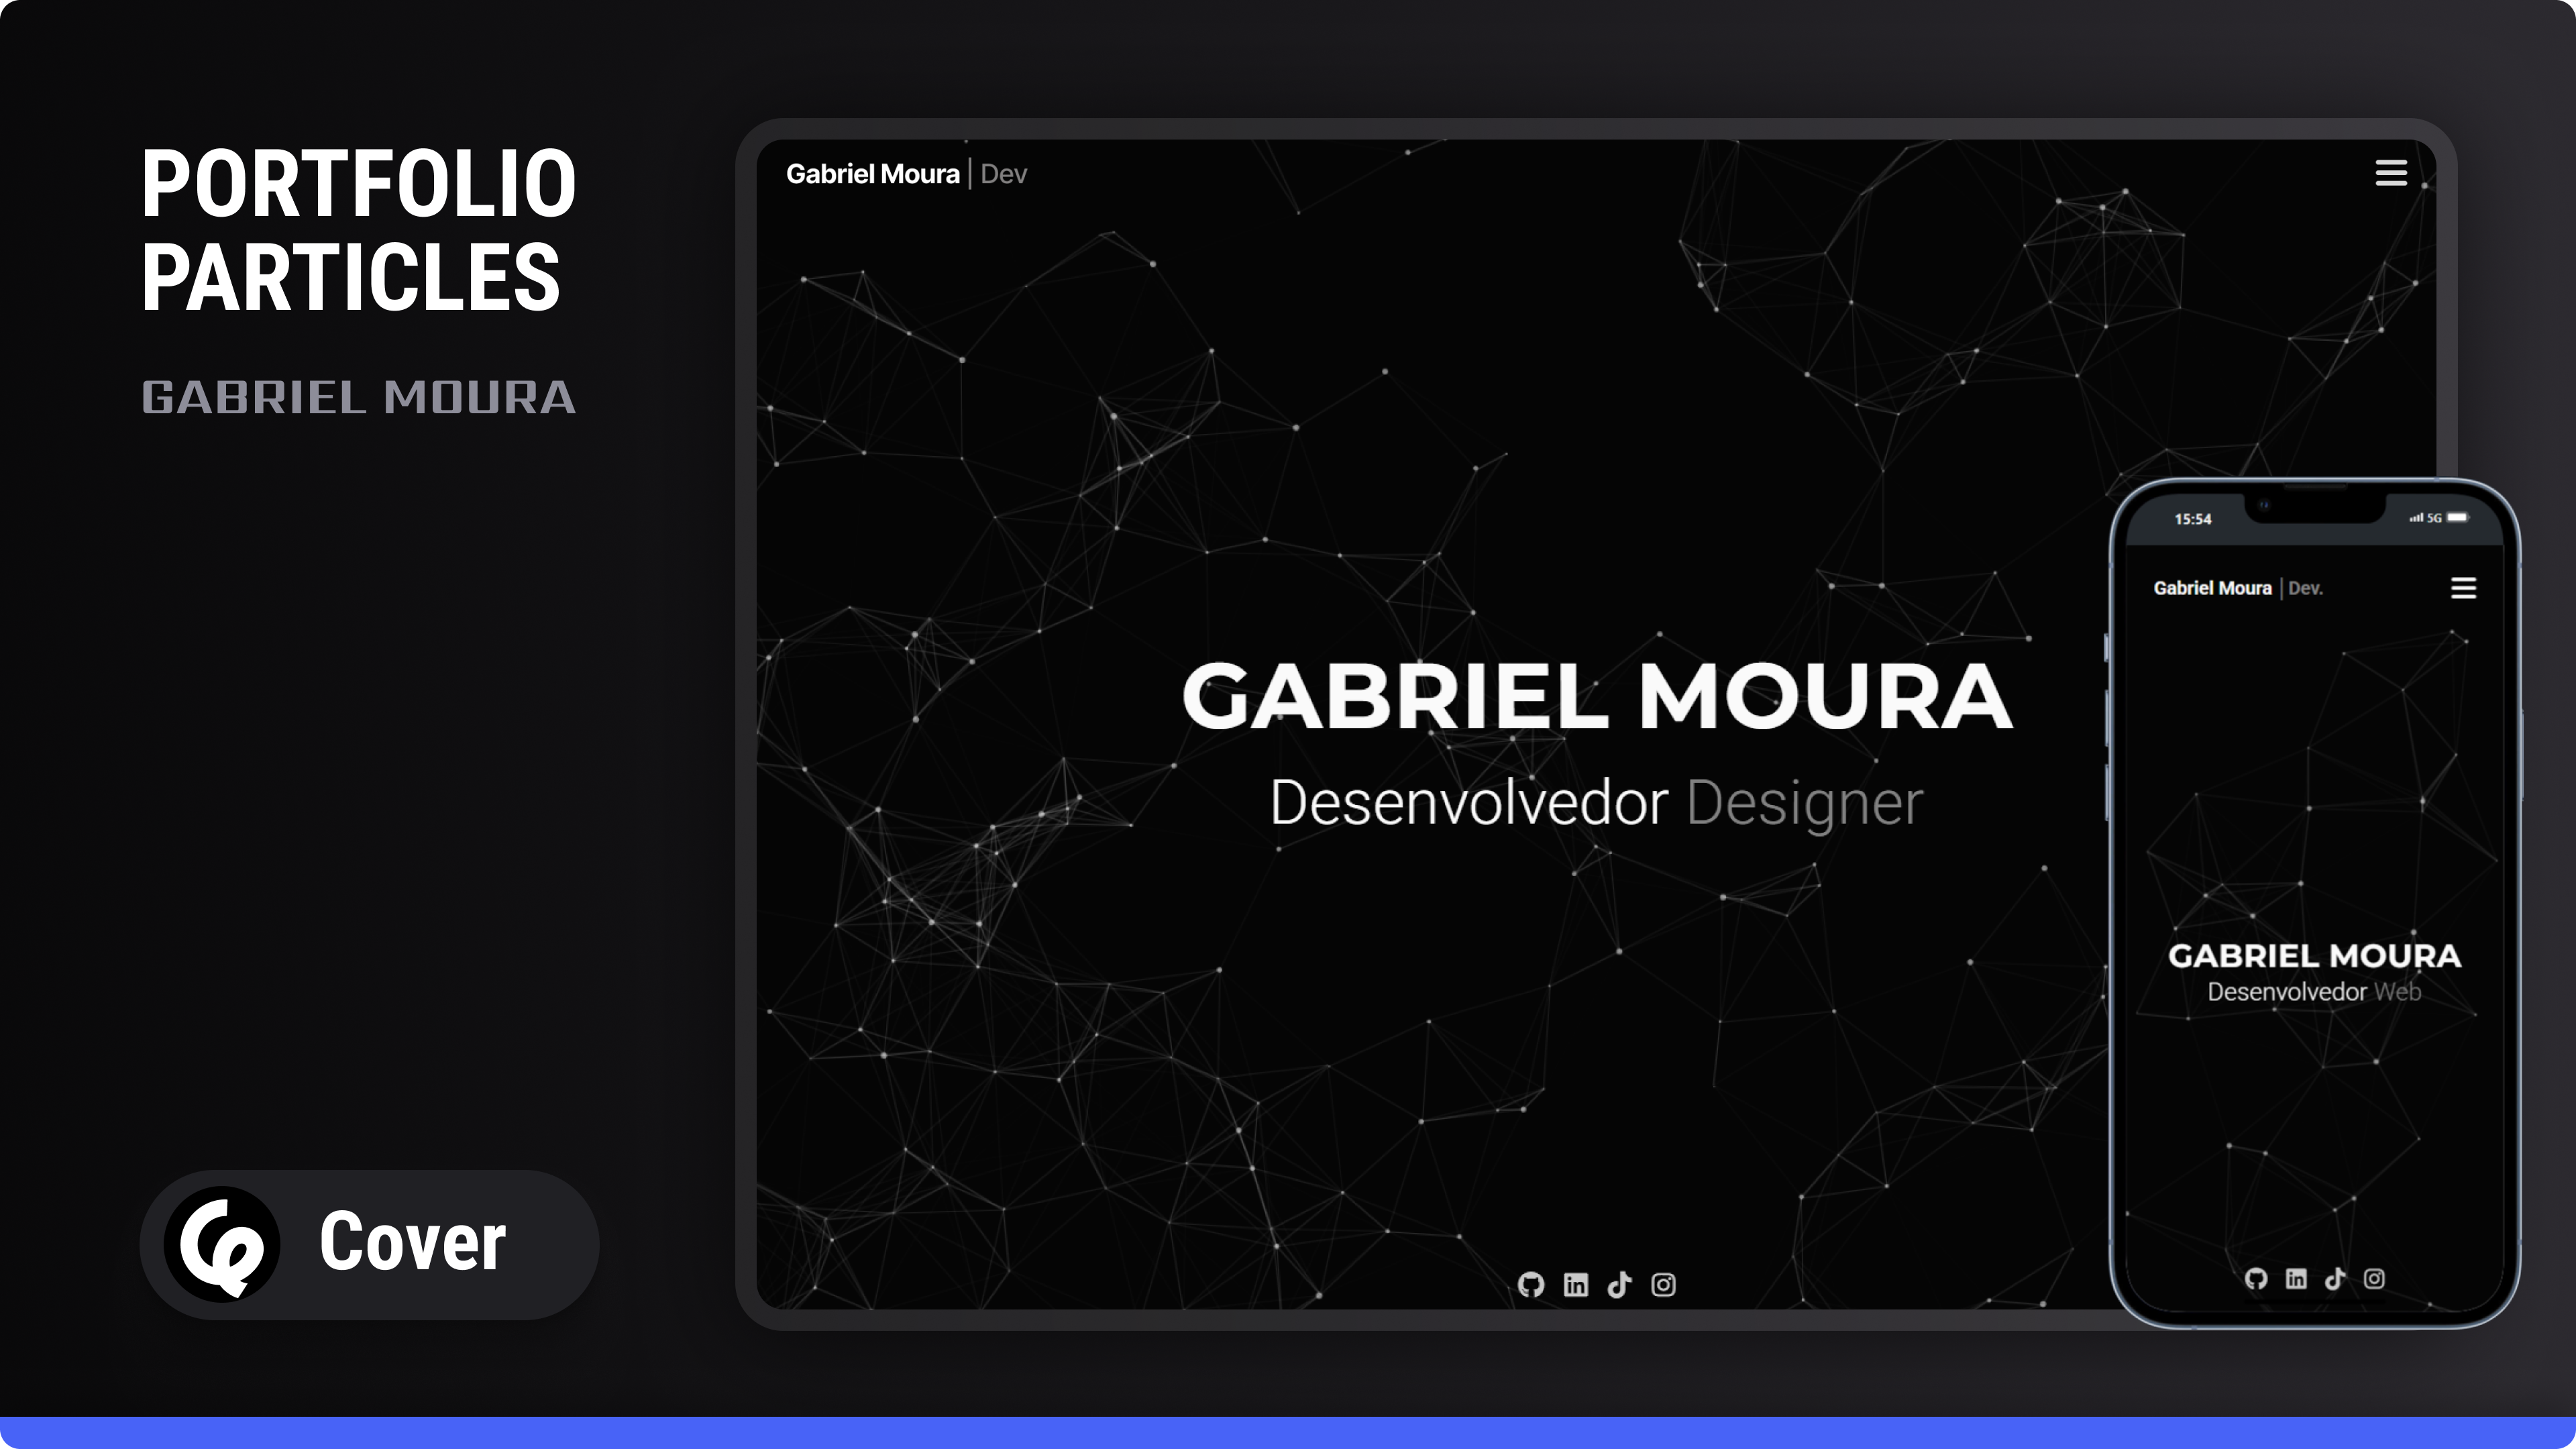 PORTFOLIO
PARTICLES
GABRIEL MOURA
Cover
Gabriel Moura | Dev
GABRIEL MOURA
Desenvolvedor Designer
15:54
5G
Gabriel Moura | Dev.
GABRIEL MOURA
Desenvolvedor Web